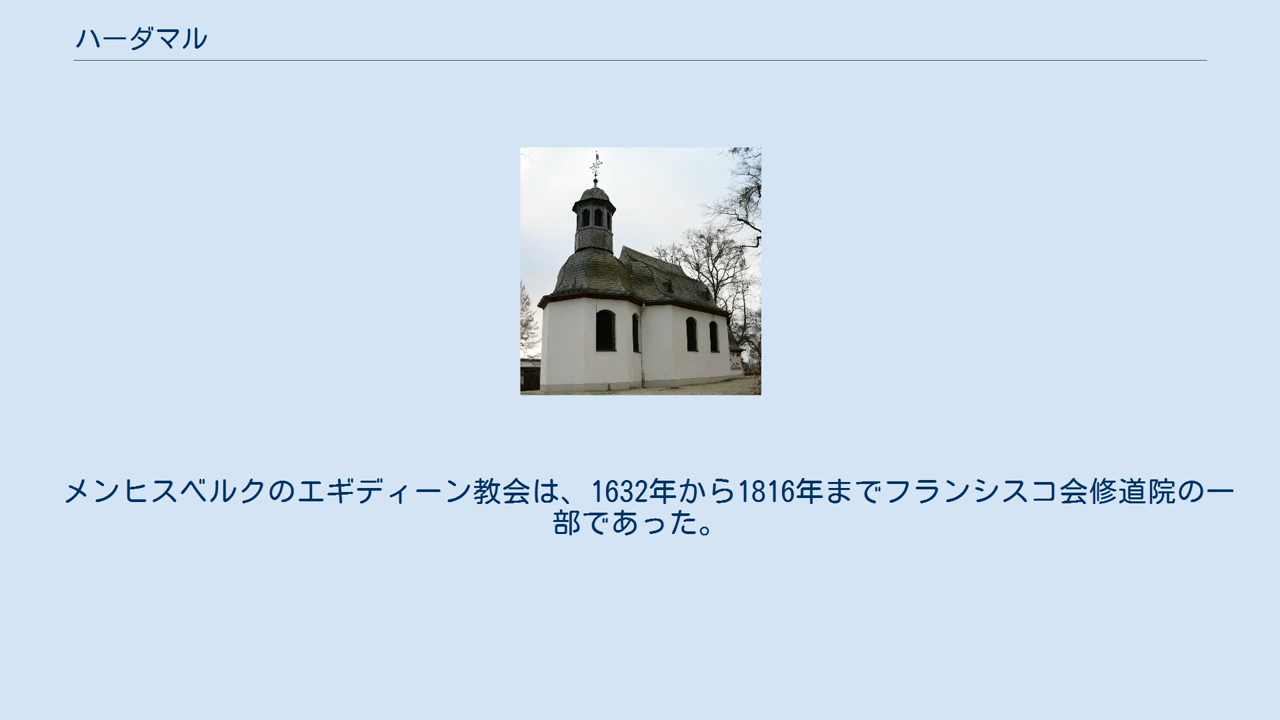 ハーダマル
メンヒスベルクのエギディーン教会は、1632年から1816年までフランシスコ会修道院の一
部であった。